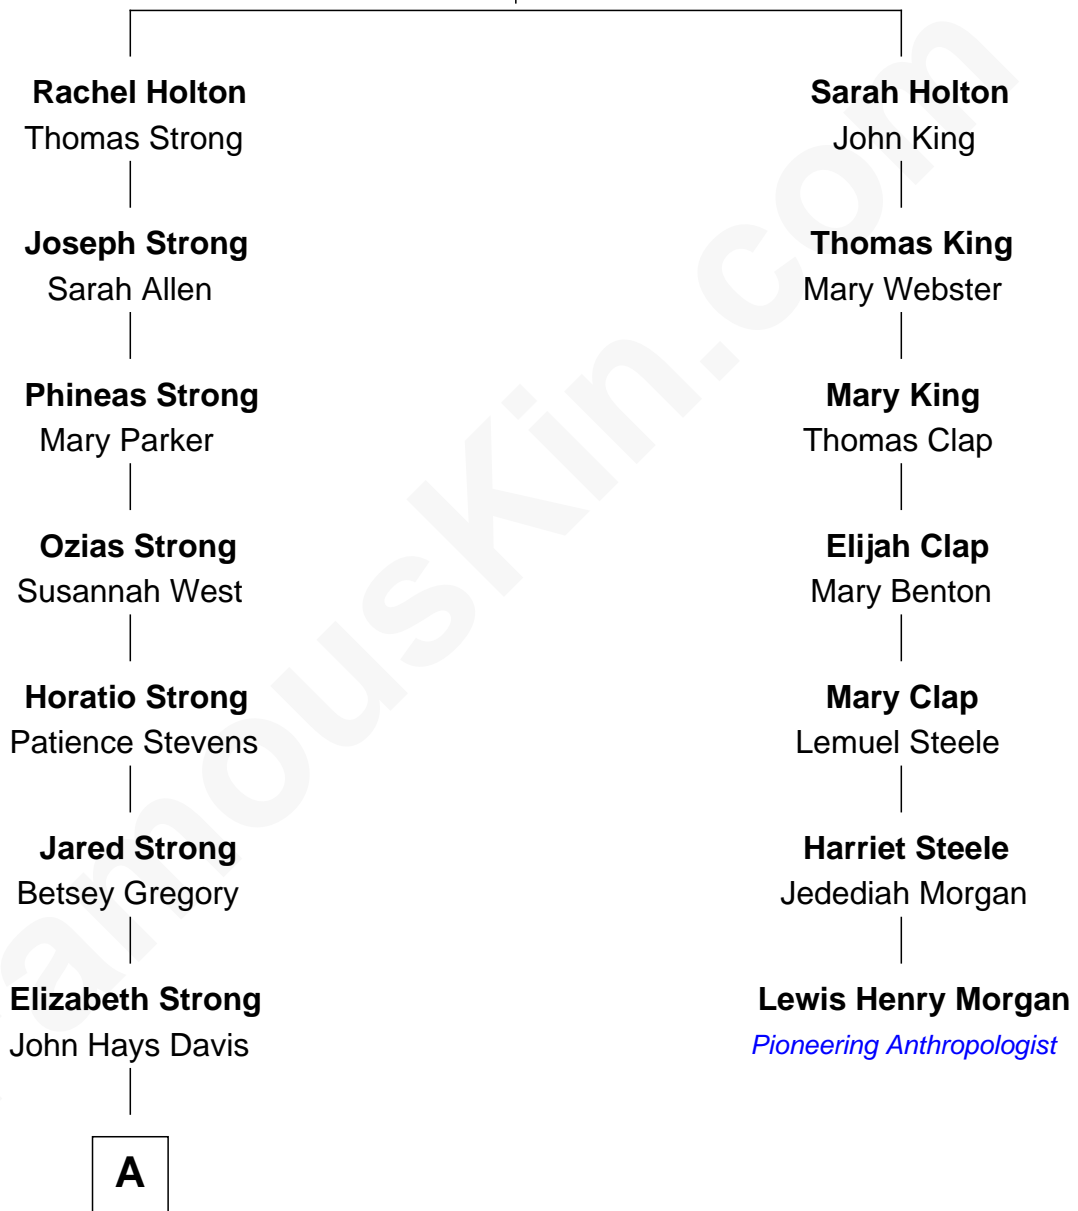 Rachel Holton
Thomas Strong
Joseph Strong
Sarah Allen
Phineas Strong
Mary Parker
Ozias Strong
Susannah West
Horatio Strong
Patience Stevens
Jared Strong
Betsey Gregory
Elizabeth Strong
John Hays Davis
A
Sarah Holton
John King
Thomas King
Mary Webster
Mary King
Thomas Clap
Elijah Clap
Mary Benton
Mary Clap
Lemuel Steele
Harriet Steele
Jedediah Morgan
Lewis Henry Morgan
Pioneering Anthropologist
amousKin.com